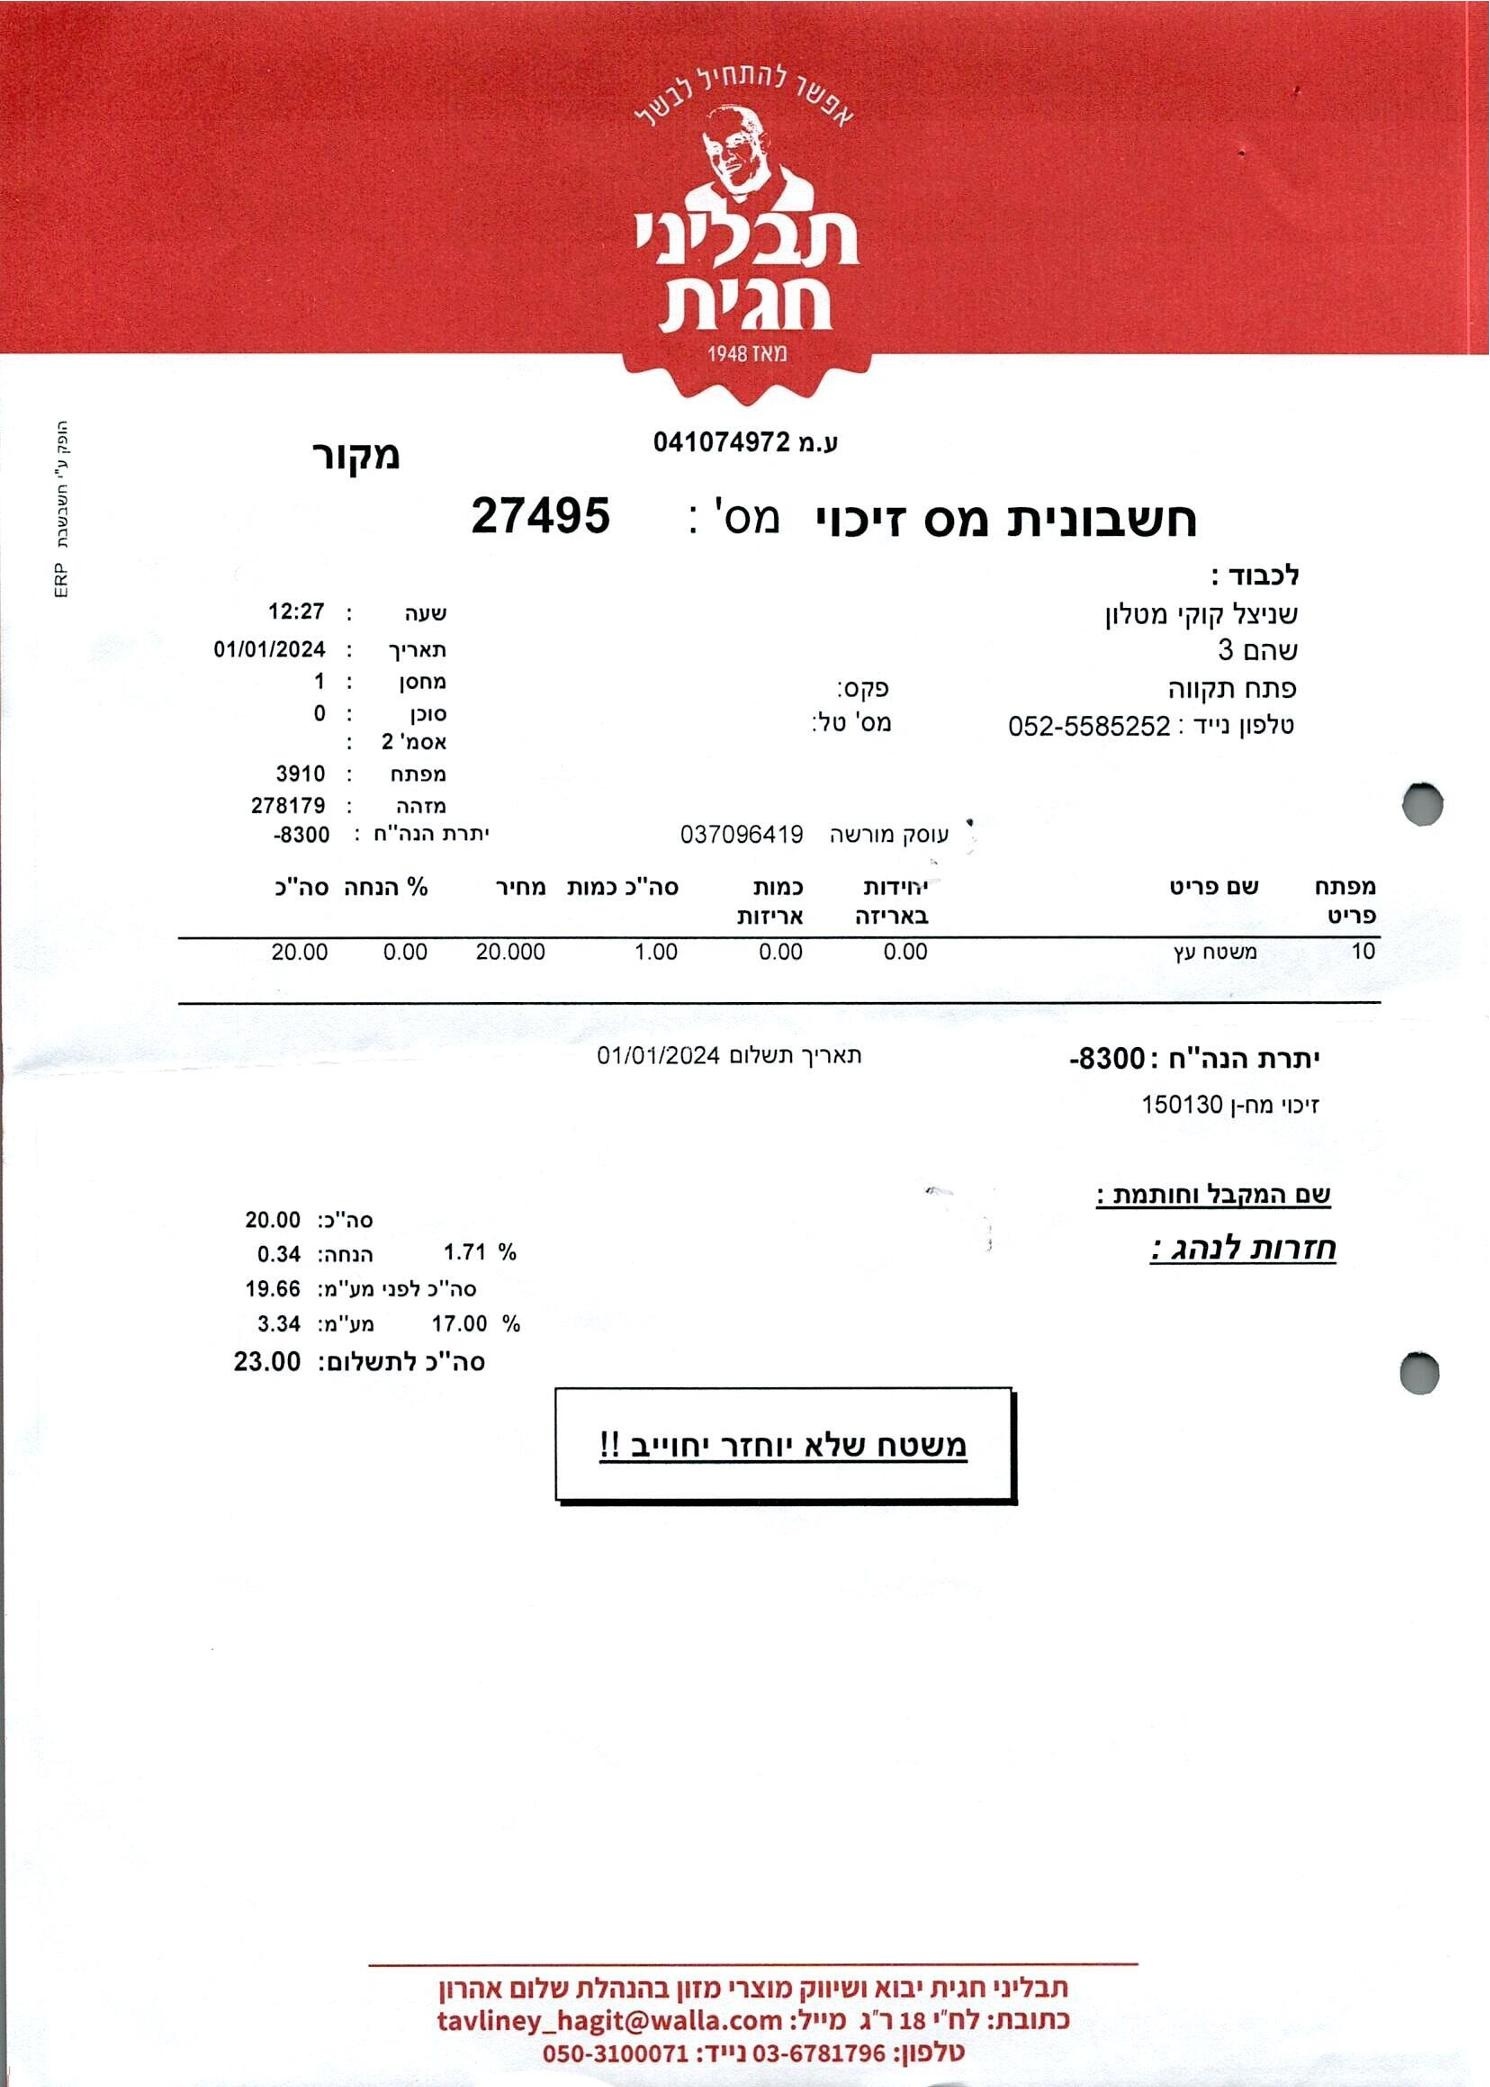 אפשר להתחיל לבשל
תבליני
חגית
מאז 1948
הופק ע"י חשבשבת ERP
ע.מ 041074972
מקור
חשבונית מס זיכוי מס' : 27495
לכבוד :
שניצל קוקי מטלון
שהם 3
פתח תקווה
טלפון נייד : 052-5585252
פקס:
מס' טל:
שעה : 12:27
תאריך : 01/01/2024
מחסן : 1
סוכן : 0
אסמ' 2 :
מפתח : 3910
מזהה : 278179
עוסק מורשה 037096419 יתרת הנה"ח : 8300-
מפתח פריט שם פריט יחידות באריזה כמות אריזות סה"כ כמות מחיר % הנחה סה"כ
10 משטח עץ 0.00 0.00 1.00 20.000 0.00 20.00
יתרת הנה"ח : 8300- תאריך תשלום 01/01/2024
זיכוי מח-ן 150130
שם המקבל וחותמת :
חזרות לנהג :
סה"כ: 20.00
% 1.71 הנחה: 0.34
סה"כ לפני מע"מ: 19.66
% 17.00 מע"מ: 3.34
סה"כ לתשלום: 23.00
משטח שלא יוחזר יחוייב !!
תבליני חגית יבוא ושיווק מוצרי מזון בהנהלת שלום אהרון
כתובת: לח"י 18 ר"ג מייל: tavliney_hagit@walla.com
טלפון: 03-6781796 נייד: 050-3100071